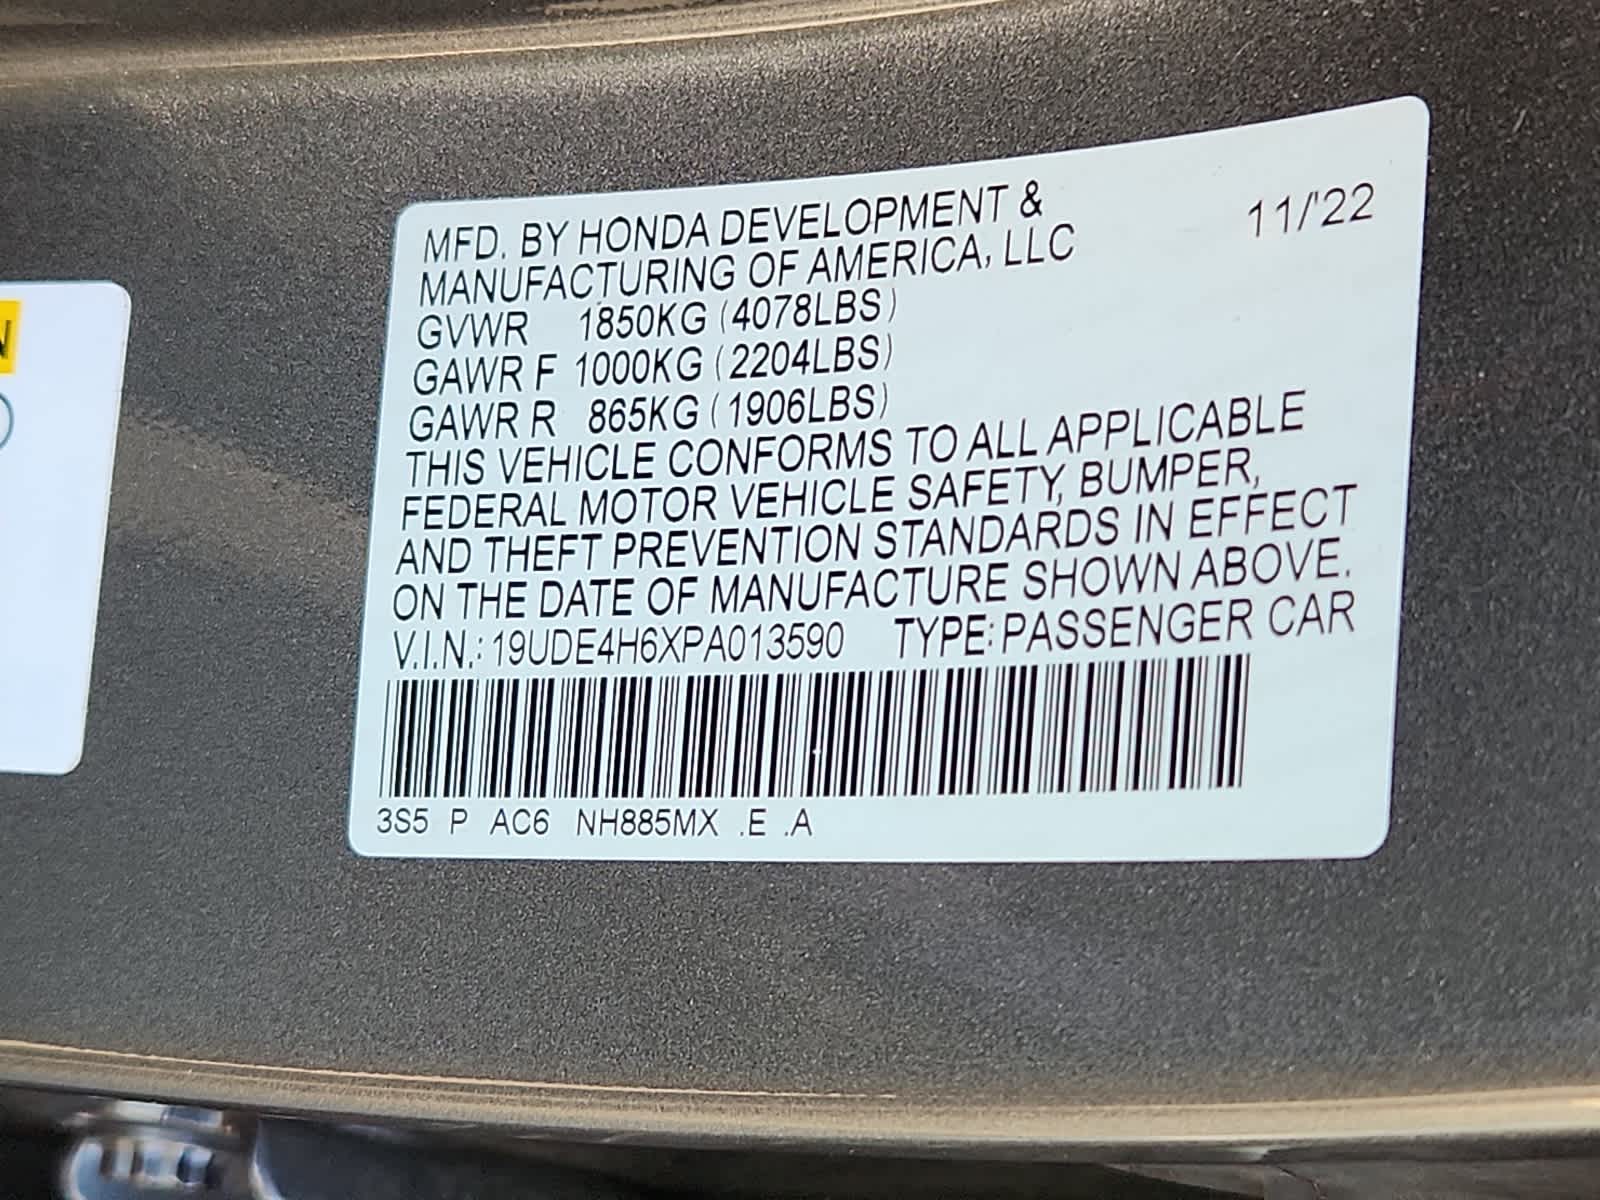 MFD. BY HONDA DEVELOPMENT & 11/'22
MANUFACTURING OF AMERICA, LLC
GVWR 1850KG (4078LBS)
GAWR F 1000KG (2204LBS)
GAWR R 865KG (1906LBS)
THIS VEHICLE CONFORMS TO ALL APPLICABLE
FEDERAL MOTOR VEHICLE SAFETY, BUMPER,
AND THEFT PREVENTION STANDARDS IN EFFECT
ON THE DATE OF MANUFACTURE SHOWN ABOVE.
V.I.N.: 19UDE4H6XPA013590 TYPE: PASSENGER CAR
3S5 P AC6 NH885MX .E .A